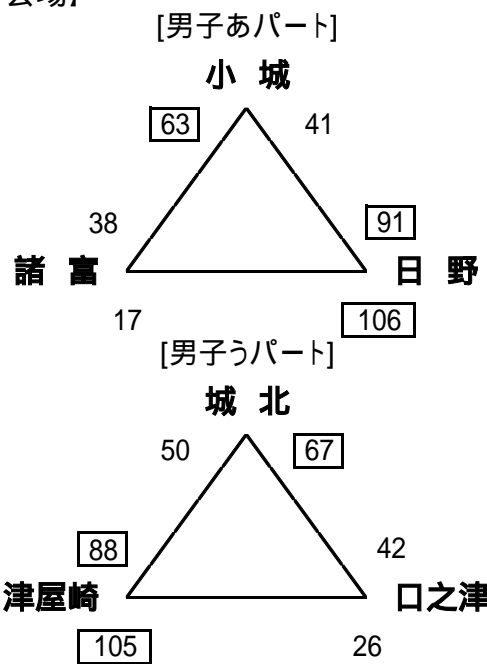 [男子あパート]
小 城
63 41
38 91
諸 富 日 野
17 106
[男子うパート]
城 北
50 67
88 42
津屋崎 口之津
105 26